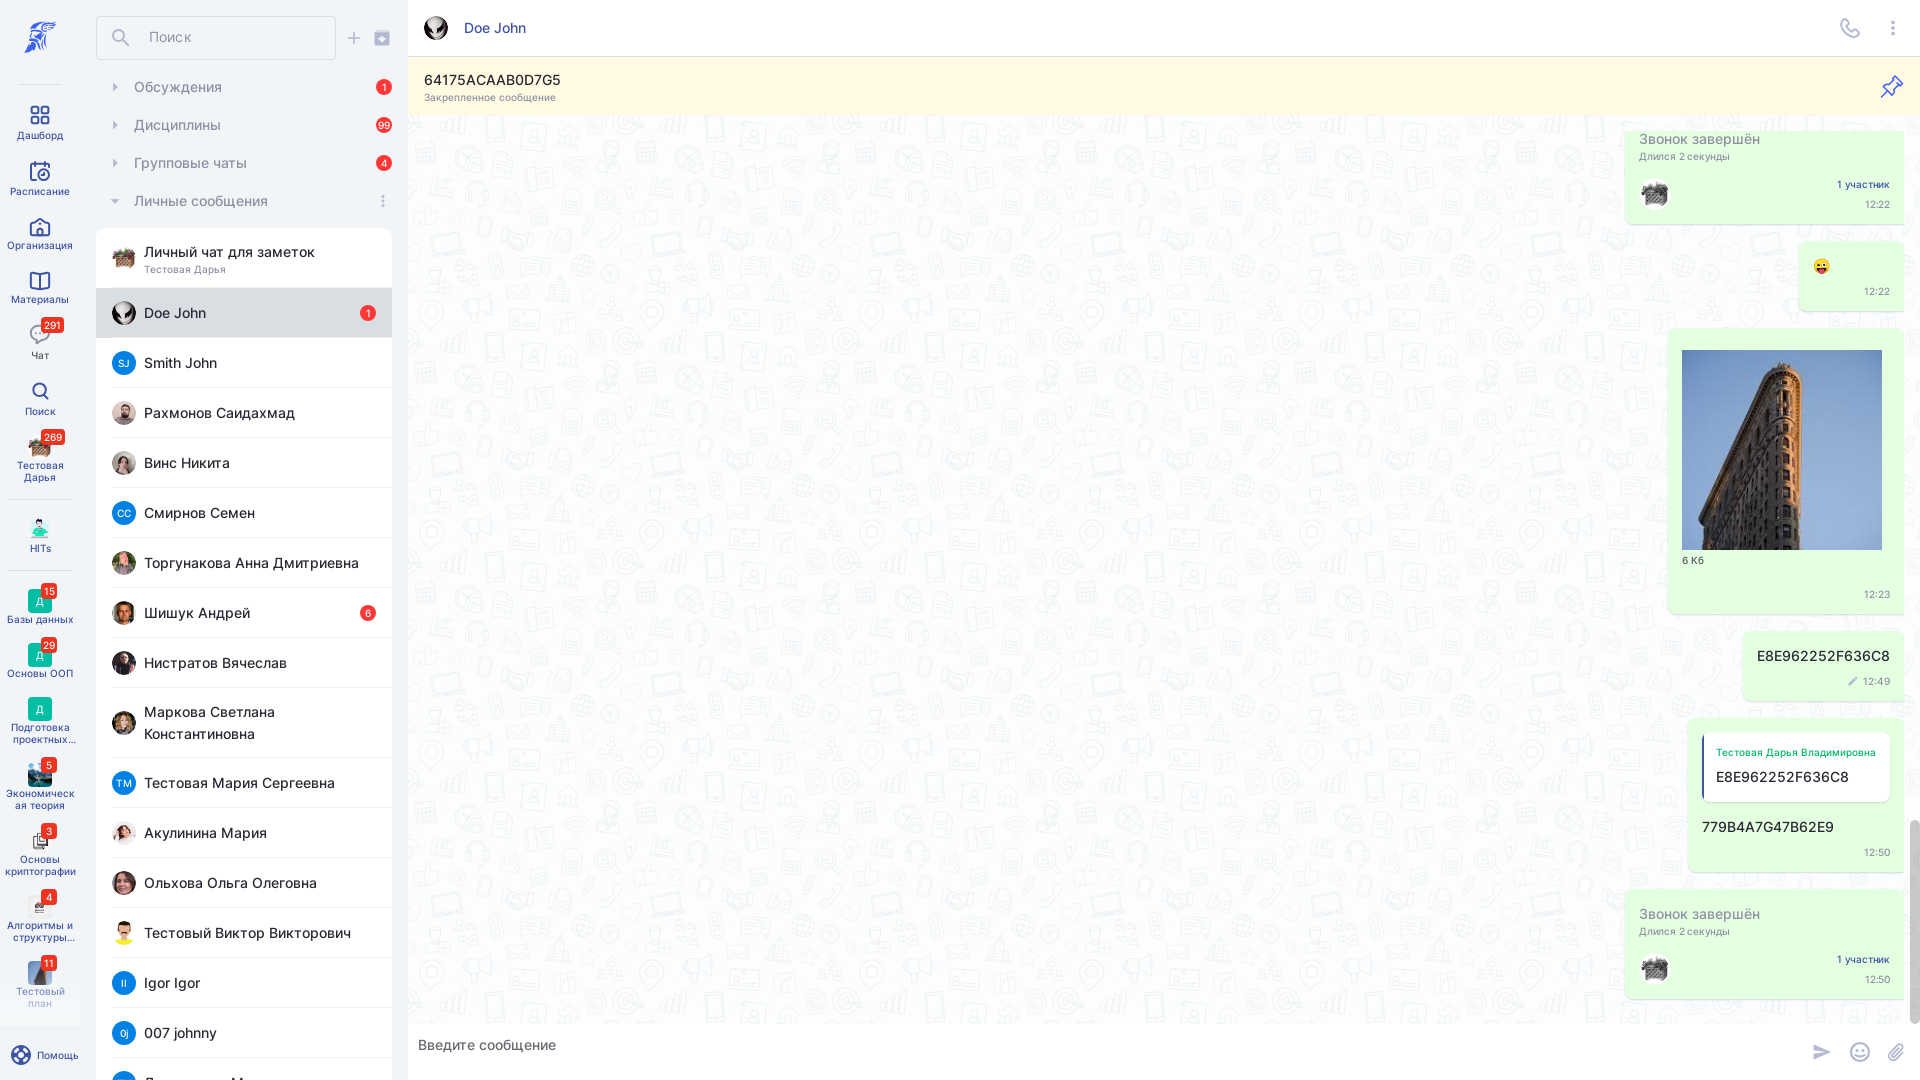 Дашборд
Расписание
Организация
Материалы
291
Чат
Поиск
269
Тестовая
Дарья
HITs
15
Д
Базы данных
29
Д
Основы ООП
Д
Подготовка
проектных...
5
Экономическ
ая теория
3
Основы
криптографии
4
Алгоритмы и
структуры...
11
Тестовый
план
Помощь
Поиск
Обсуждения
1
Дисциплины
99
Групповые чаты
4
Личные сообщения
Личный чат для заметок
Тестовая Дарья
Doe John
1
SJ
Smith John
Рахмонов Саидахмад
Винс Никита
СС
Смирнов Семен
Торгунакова Анна Дмитриевна
Шишук Андрей
6
Нистратов Вячеслав
Маркова Светлана
Константиновна
ТМ
Тестовая Мария Сергеевна
Акулинина Мария
Ольхова Ольга Олеговна
Тестовый Виктор Викторович
II
Igor Igor
0j
007 johnny
Doe John
64175ACAAB0D7G5
Закрепленное сообщение
Звонок завершён
Длился 2 секунды
1 участник
12:22
12:22
6 Кб
12:23
E8E962252F636C8
12:49
Тестовая Дарья Владимировна
E8E962252F636C8
779B4A7G47B62E9
12:50
Звонок завершён
Длился 2 секунды
1 участник
12:50
Введите сообщение